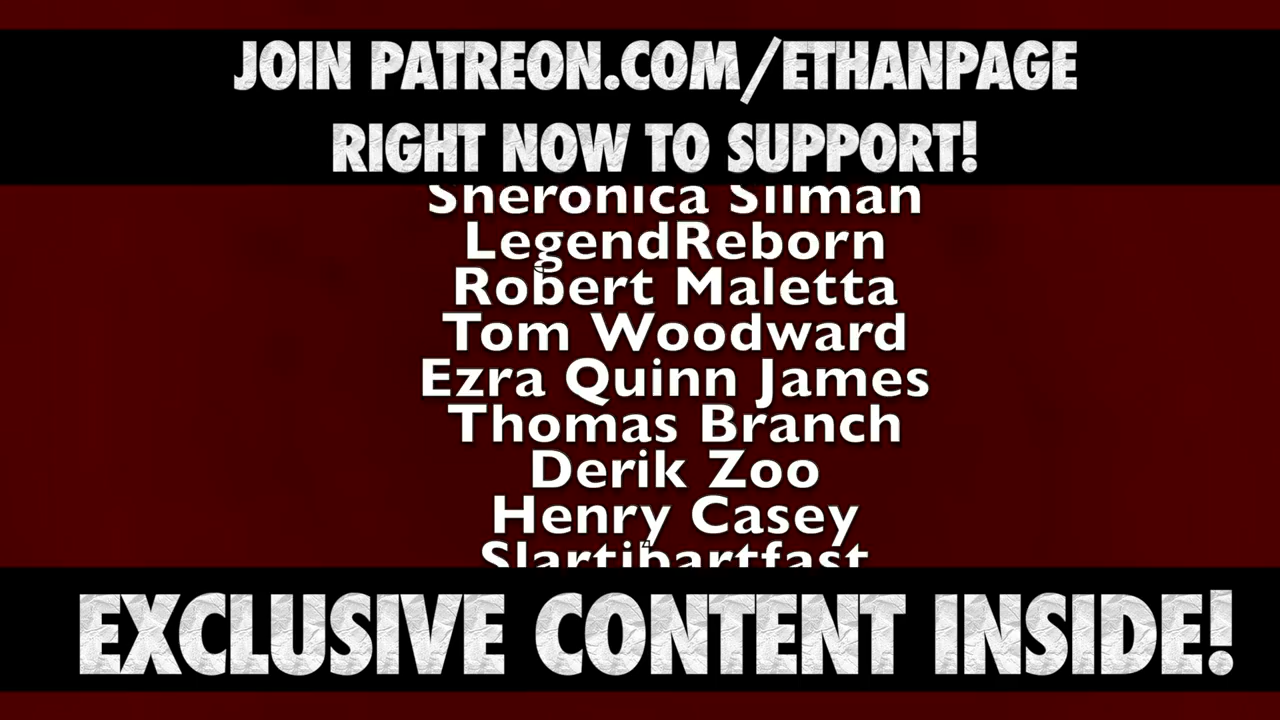 JOIN PATREON.COM/ETHANPAGE
RIGHT NOW TO SUPPORT!
Sheronica Silman
LegendReborn
Robert Maletta
Tom Woodward
Ezra Quinn James
Thomas Branch
Derik Zoo
Henry Casey
Slartibartfast
EXCLUSIVE CONTENT INSIDE!